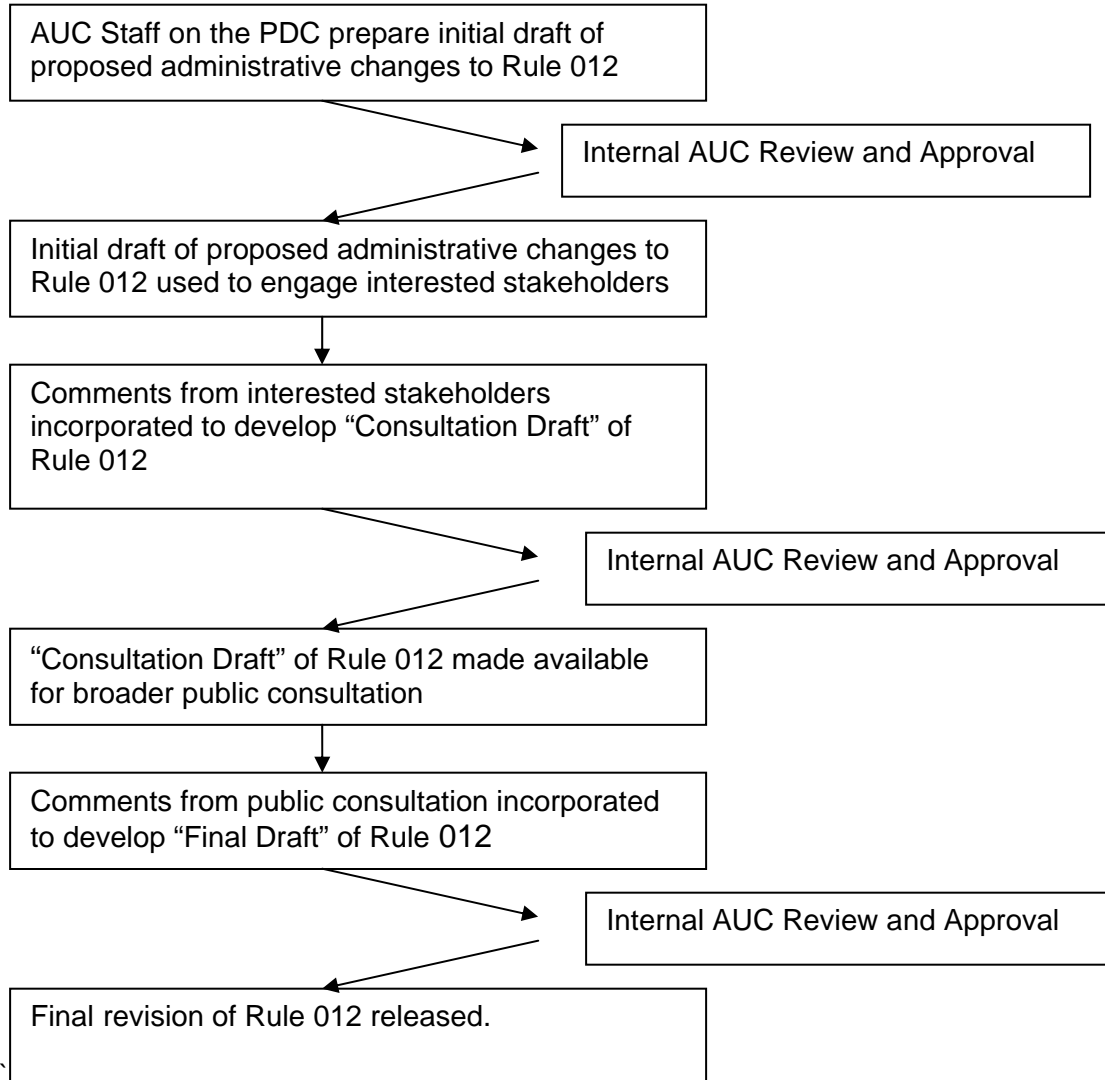 AUC Staff on the PDC prepare initial draft of
proposed administrative changes to Rule 012
Internal AUC Review and Approval
Initial draft of proposed administrative changes to
Rule 012 used to engage interested stakeholders
Comments from interested stakeholders
incorporated to develop “Consultation Draft” of
Rule 012
Internal AUC Review and Approval
“Consultation Draft” of Rule 012 made available
for broader public consultation
Comments from public consultation incorporated
to develop “Final Draft” of Rule 012
Internal AUC Review and Approval
Final revision of Rule 012 released.
`